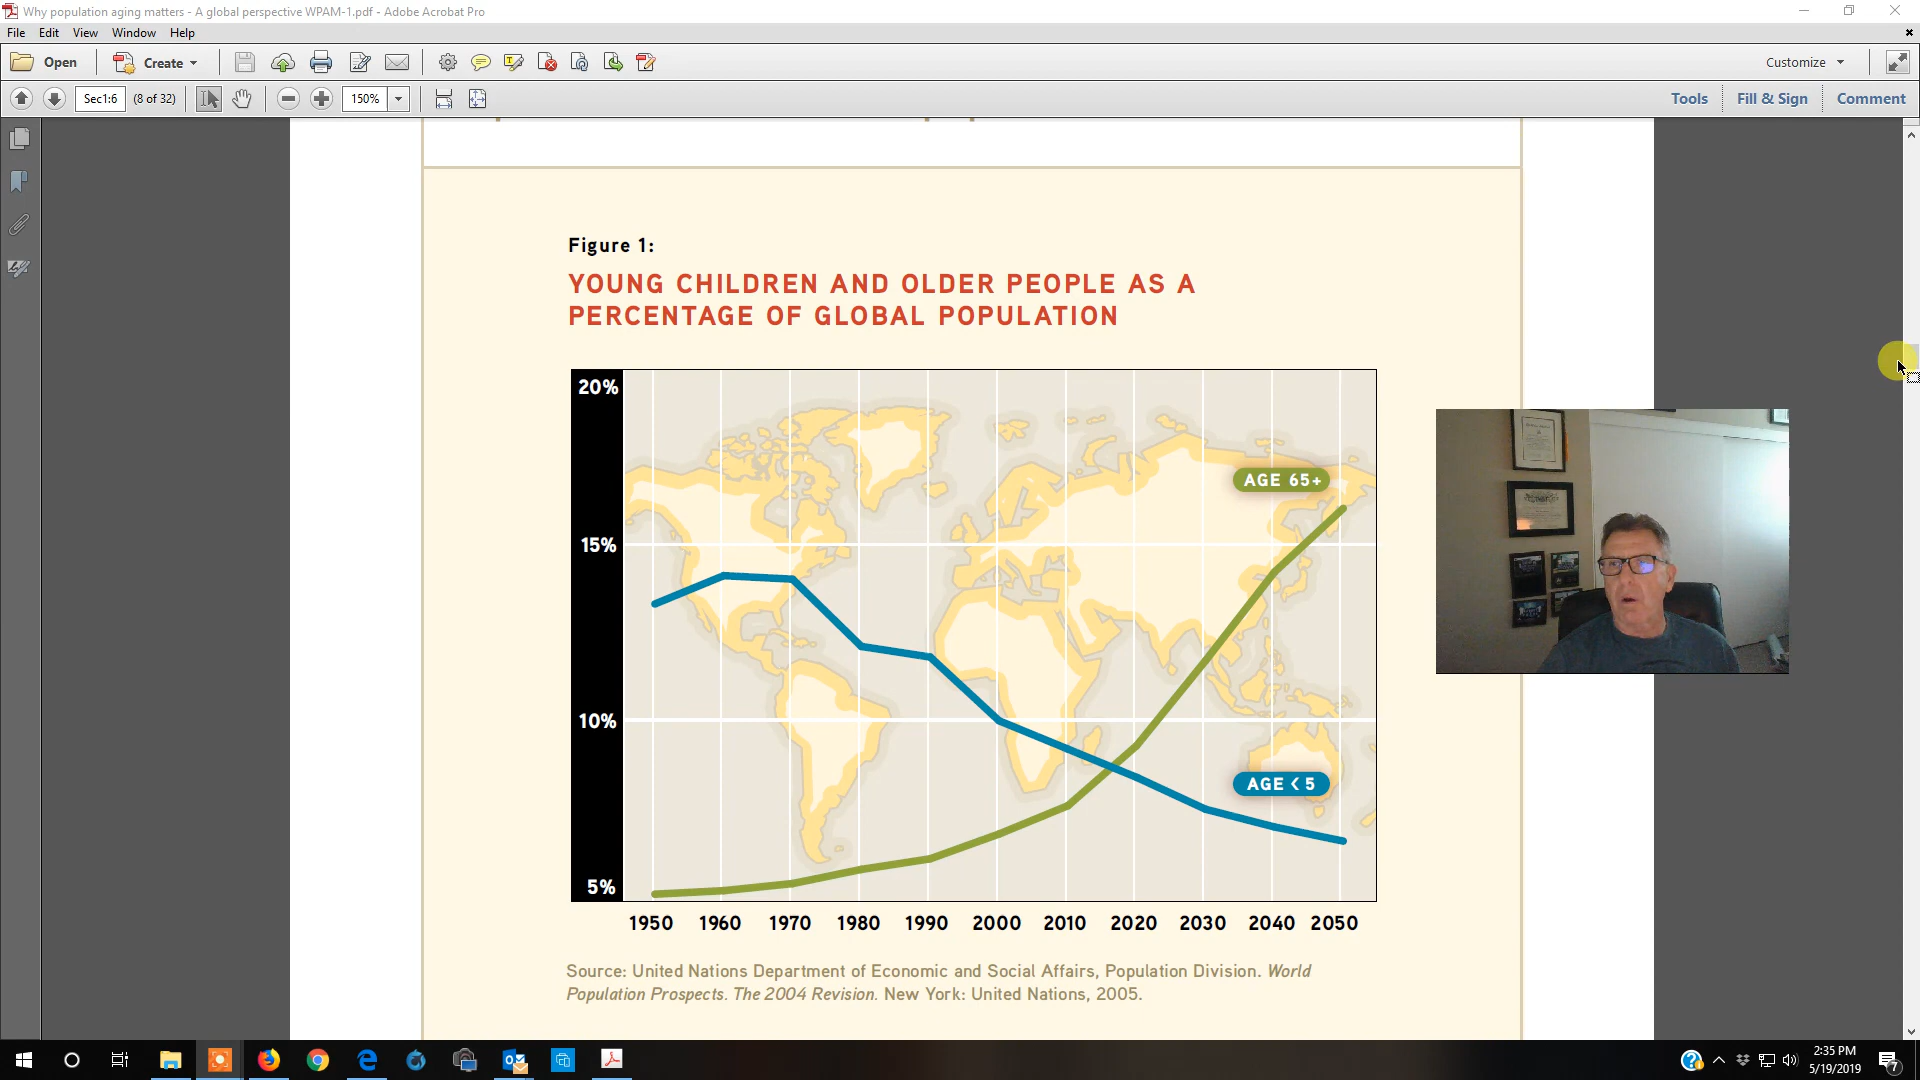 Why population aging matters - A global perspective WPAM-1.pdf - Adobe Acrobat Pro
File Edit View Window Help
Open Create Customize
Sec1:6 (8 of 32) 150% Tools Fill & Sign Comment
Figure 1:
YOUNG CHILDREN AND OLDER PEOPLE AS A
PERCENTAGE OF GLOBAL POPULATION
20%
AGE 65+
15%
10%
AGE < 5
5%
1950 1960 1970 1980 1990 2000 2010 2020 2030 2040 2050
Source: United Nations Department of Economic and Social Affairs, Population Division. World
Population Prospects. The 2004 Revision. New York: United Nations, 2005.
2:35 PM
5/19/2019
7